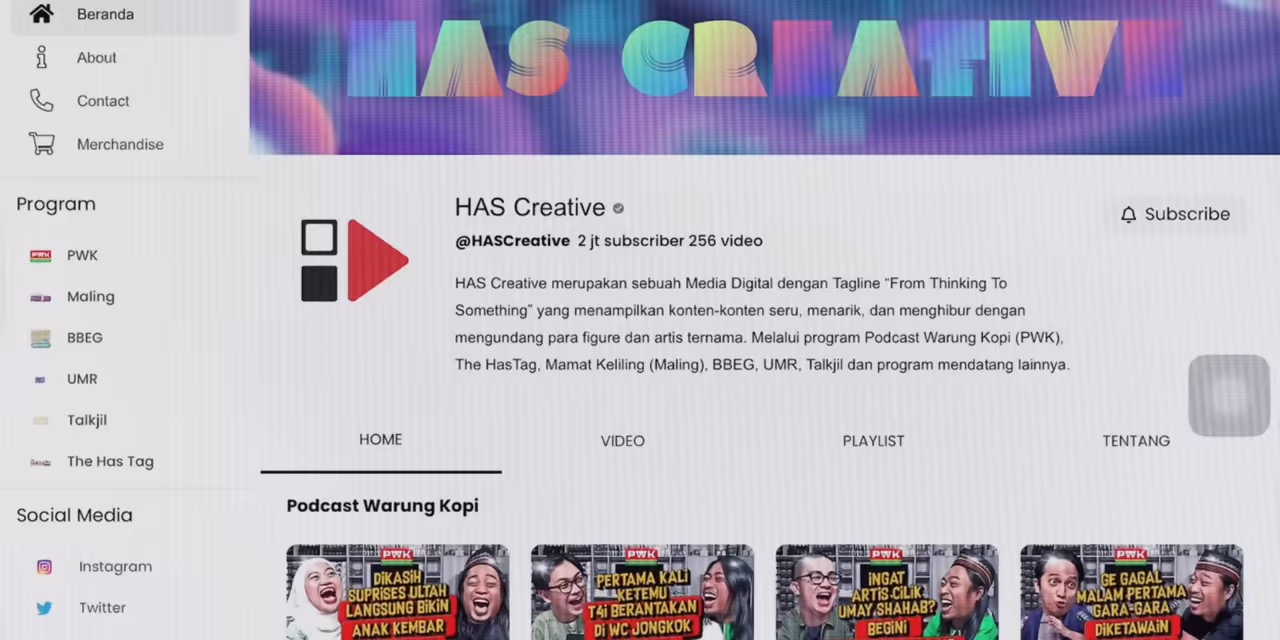 Beranda
About
Contact
Merchandise
Program
PWK
Maling
BBEG
UMR
Talkjil
The Has Tag
Social Media
Instagram
Twitter
HAS CREATIVE
HAS Creative
@HASCreative 2 jt subscriber 256 video
Subscribe
HAS Creative merupakan sebuah Media Digital dengan Tagline “From Thinking To
Something” yang menampilkan konten-konten seru, menarik, dan menghibur dengan
mengundang para figure dan artis ternama. Melalui program Podcast Warung Kopi (PWK),
The HasTag, Mamat Keliling (Maling), BBEG, UMR, Talkjil dan program mendatang lainnya.
HOME
VIDEO
PLAYLIST
TENTANG
Podcast Warung Kopi
PWK
DIKASIH
SUPRISES ULTAH
LANGSUNG BIKIN
ANAK KEMBAR
PWK
PERTAMA KALI
KETEMU
T4I BERANTAKAN
DI WC JONGKOK
PWK
INGAT
ARTIS CILIK
UMAY SHAHAB?
BEGINI
PWK
GE GAGAL
MALAM PERTAMA
GARA-GARA
DIKETAWAIN